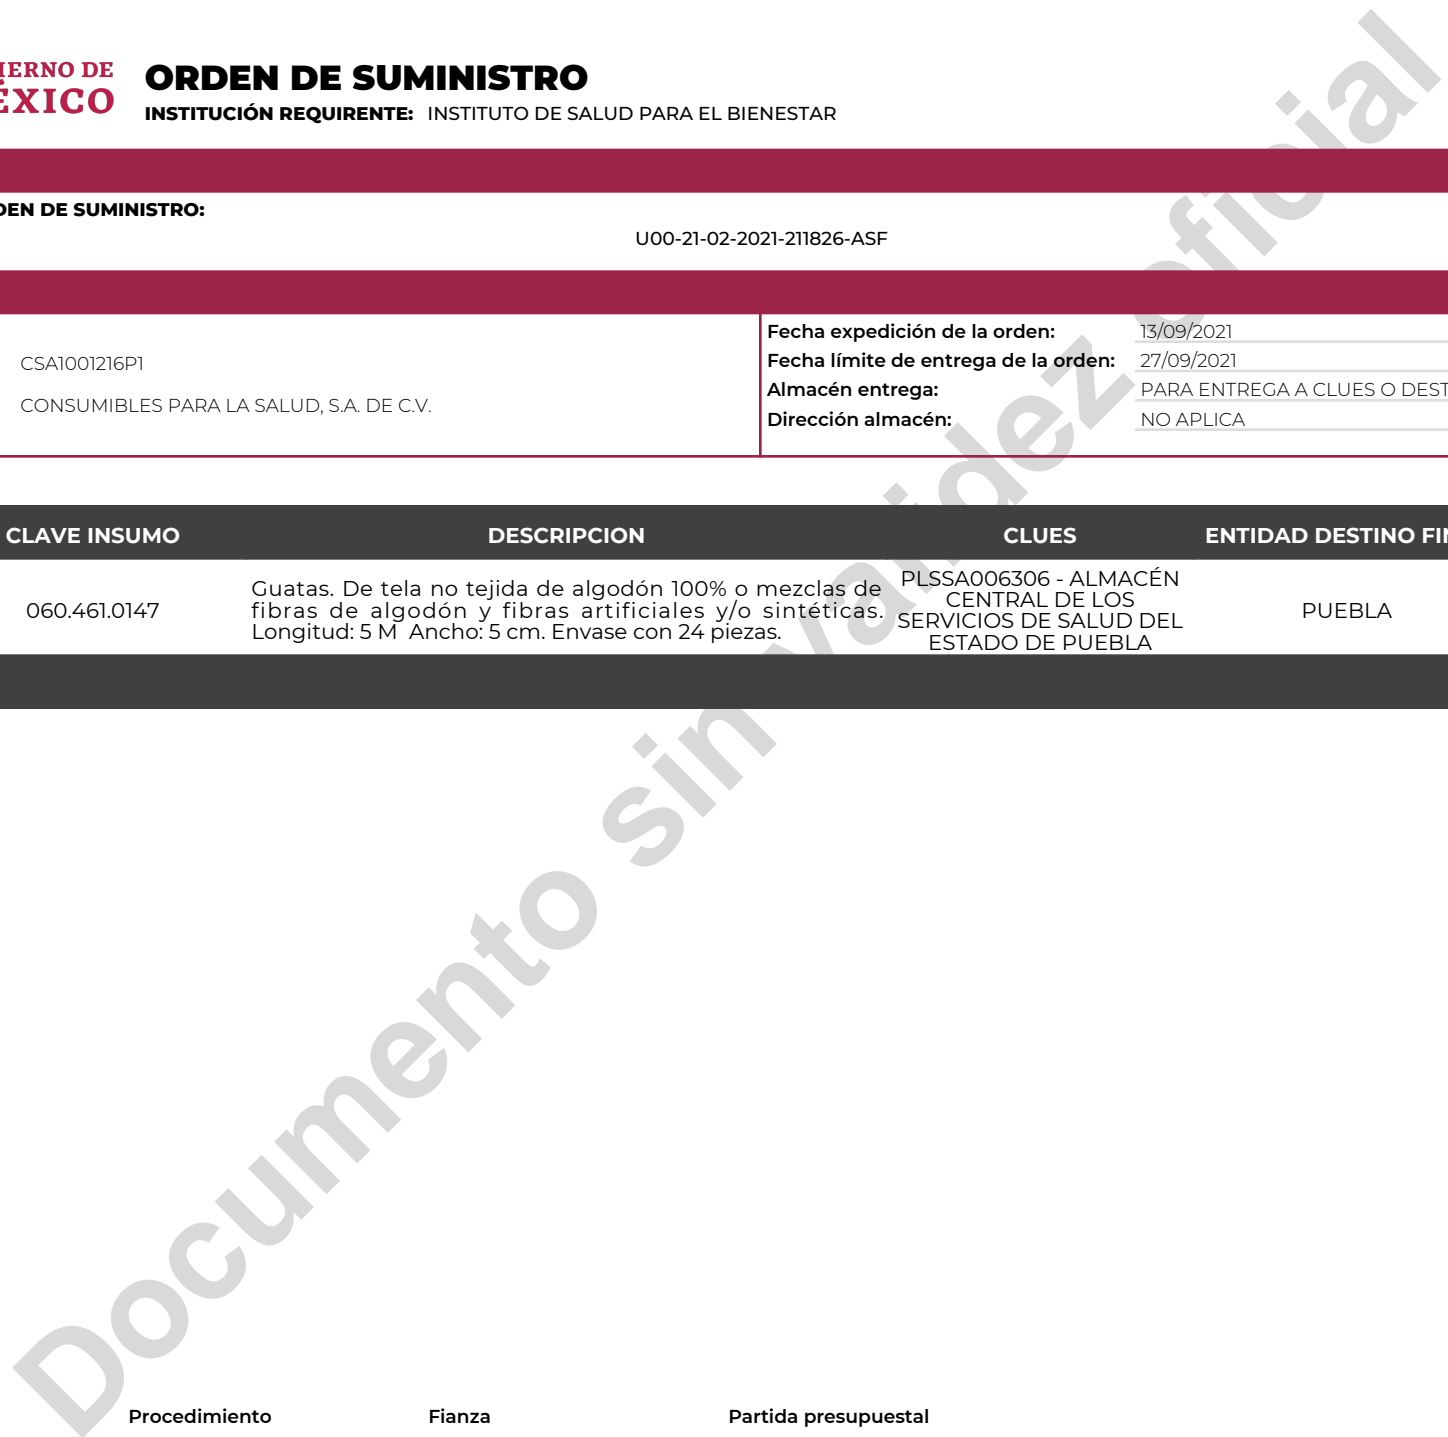 IERNO DE
ÉXICO
ORDEN DE SUMINISTRO
INSTITUCIÓN REQUIRENTE: INSTITUTO DE SALUD PARA EL BIENESTAR
DEN DE SUMINISTRO:
U00-21-02-2021-211826-ASF
CSA1001216P1
CONSUMIBLES PARA LA SALUD, S.A. DE C.V.
Fecha expedición de la orden: 13/09/2021
Fecha límite de entrega de la orden: 27/09/2021
Almacén entrega: PARA ENTREGA A CLUES O DEST
Dirección almacén: NO APLICA
CLAVE INSUMO DESCRIPCION CLUES ENTIDAD DESTINO FIN
060.461.0147
Guatas. De tela no tejida de algodón 100% o mezclas de
fibras de algodón y fibras artificiales y/o sintéticas.
Longitud: 5 M Ancho: 5 cm. Envase con 24 piezas.
PLSSA006306 - ALMACÉN
CENTRAL DE LOS
SERVICIOS DE SALUD DEL
ESTADO DE PUEBLA
PUEBLA
Documento sin validez oficial
Procedimiento Fianza Partida presupuestal